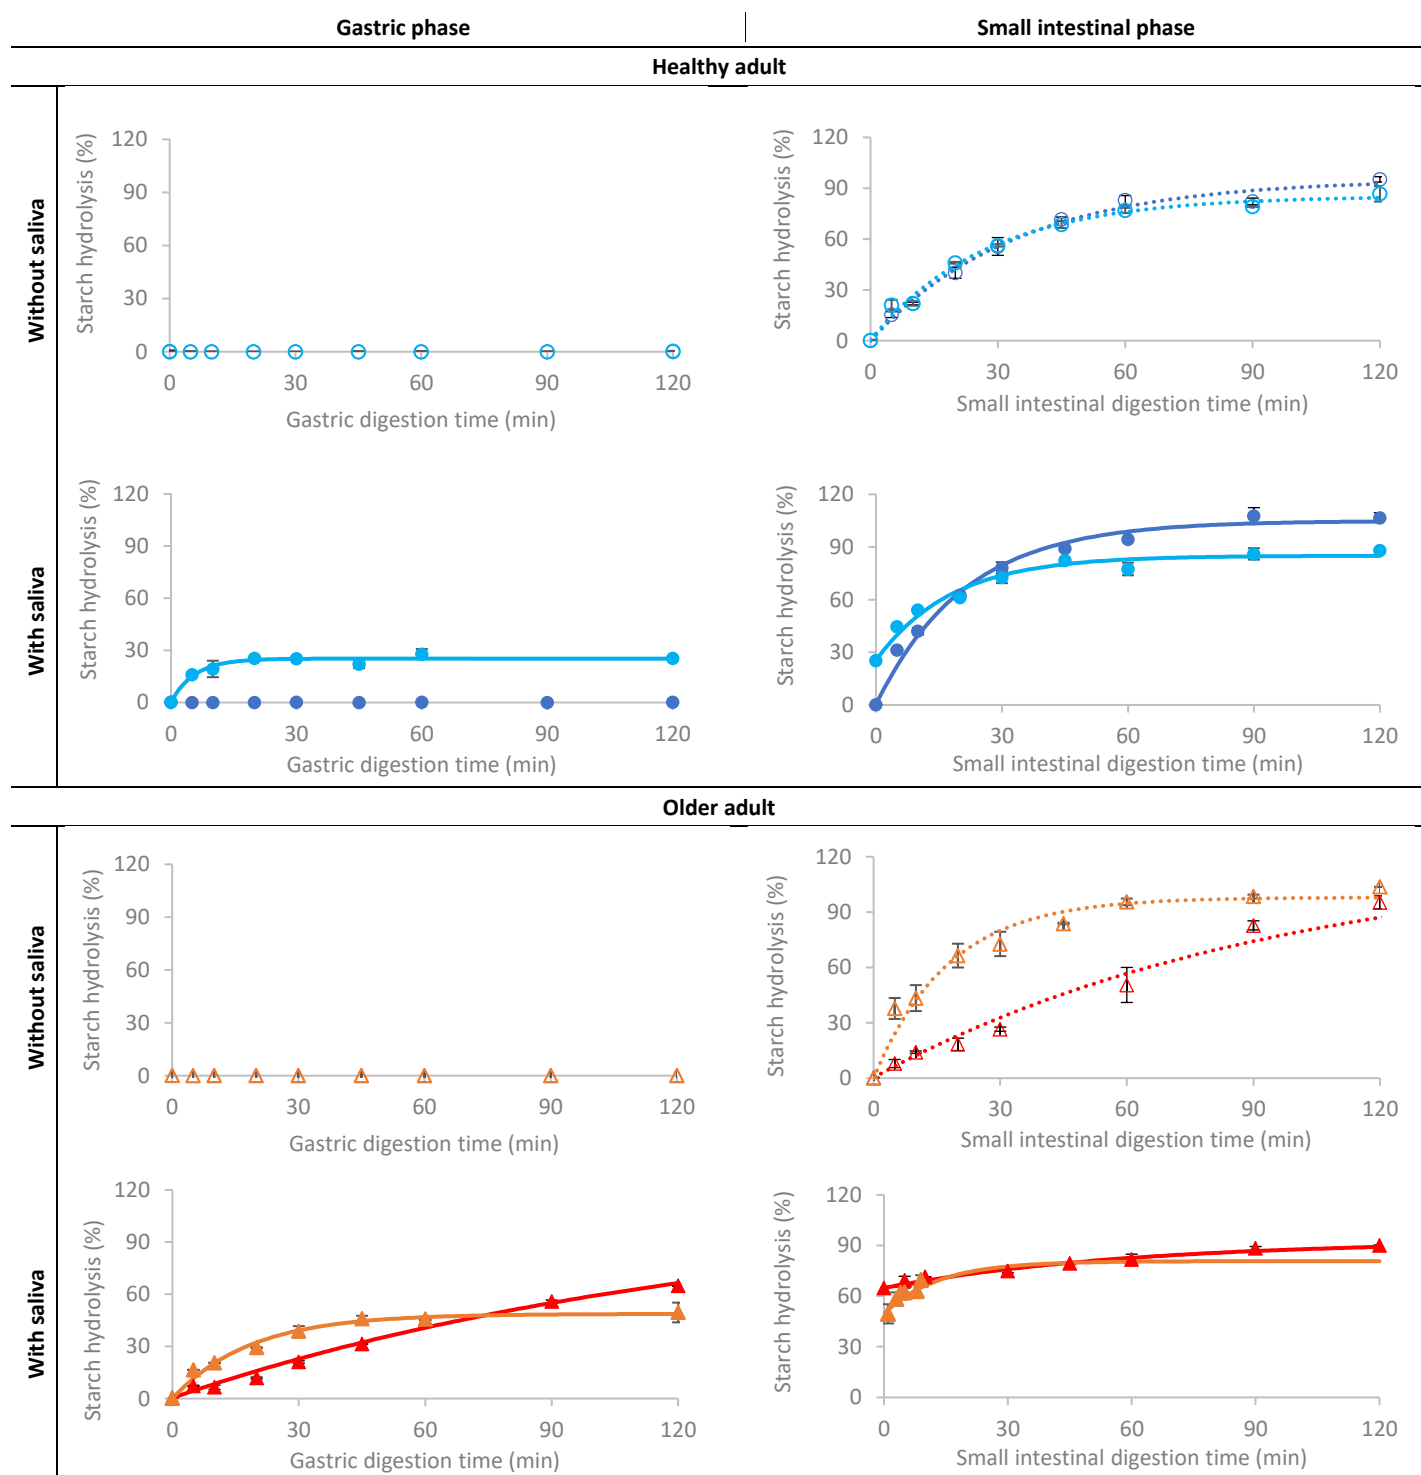 Gastric phase
Small intestinal phase
Healthy adult
Without saliva
Starch hydrolysis (%)
120
90
60
30
0
0 30 60 90 120
Gastric digestion time (min)
Starch hydrolysis (%)
120
90
60
30
0
0 30 60 90 120
Small intestinal digestion time (min)
With saliva
Starch hydrolysis (%)
120
90
60
30
0
0 30 60 90 120
Gastric digestion time (min)
Starch hydrolysis (%)
120
90
60
30
0
0 30 60 90 120
Small intestinal digestion time (min)
Older adult
Without saliva
Starch hydrolysis (%)
120
90
60
30
0
0 30 60 90 120
Gastric digestion time (min)
Starch hydrolysis (%)
120
90
60
30
0
0 30 60 90 120
Small intestinal digestion time (min)
With saliva
Starch hydrolysis (%)
120
90
60
30
0
0 30 60 90 120
Gastric digestion time (min)
Starch hydrolysis (%)
120
90
60
30
0
0 30 60 90 120
Small intestinal digestion time (min)